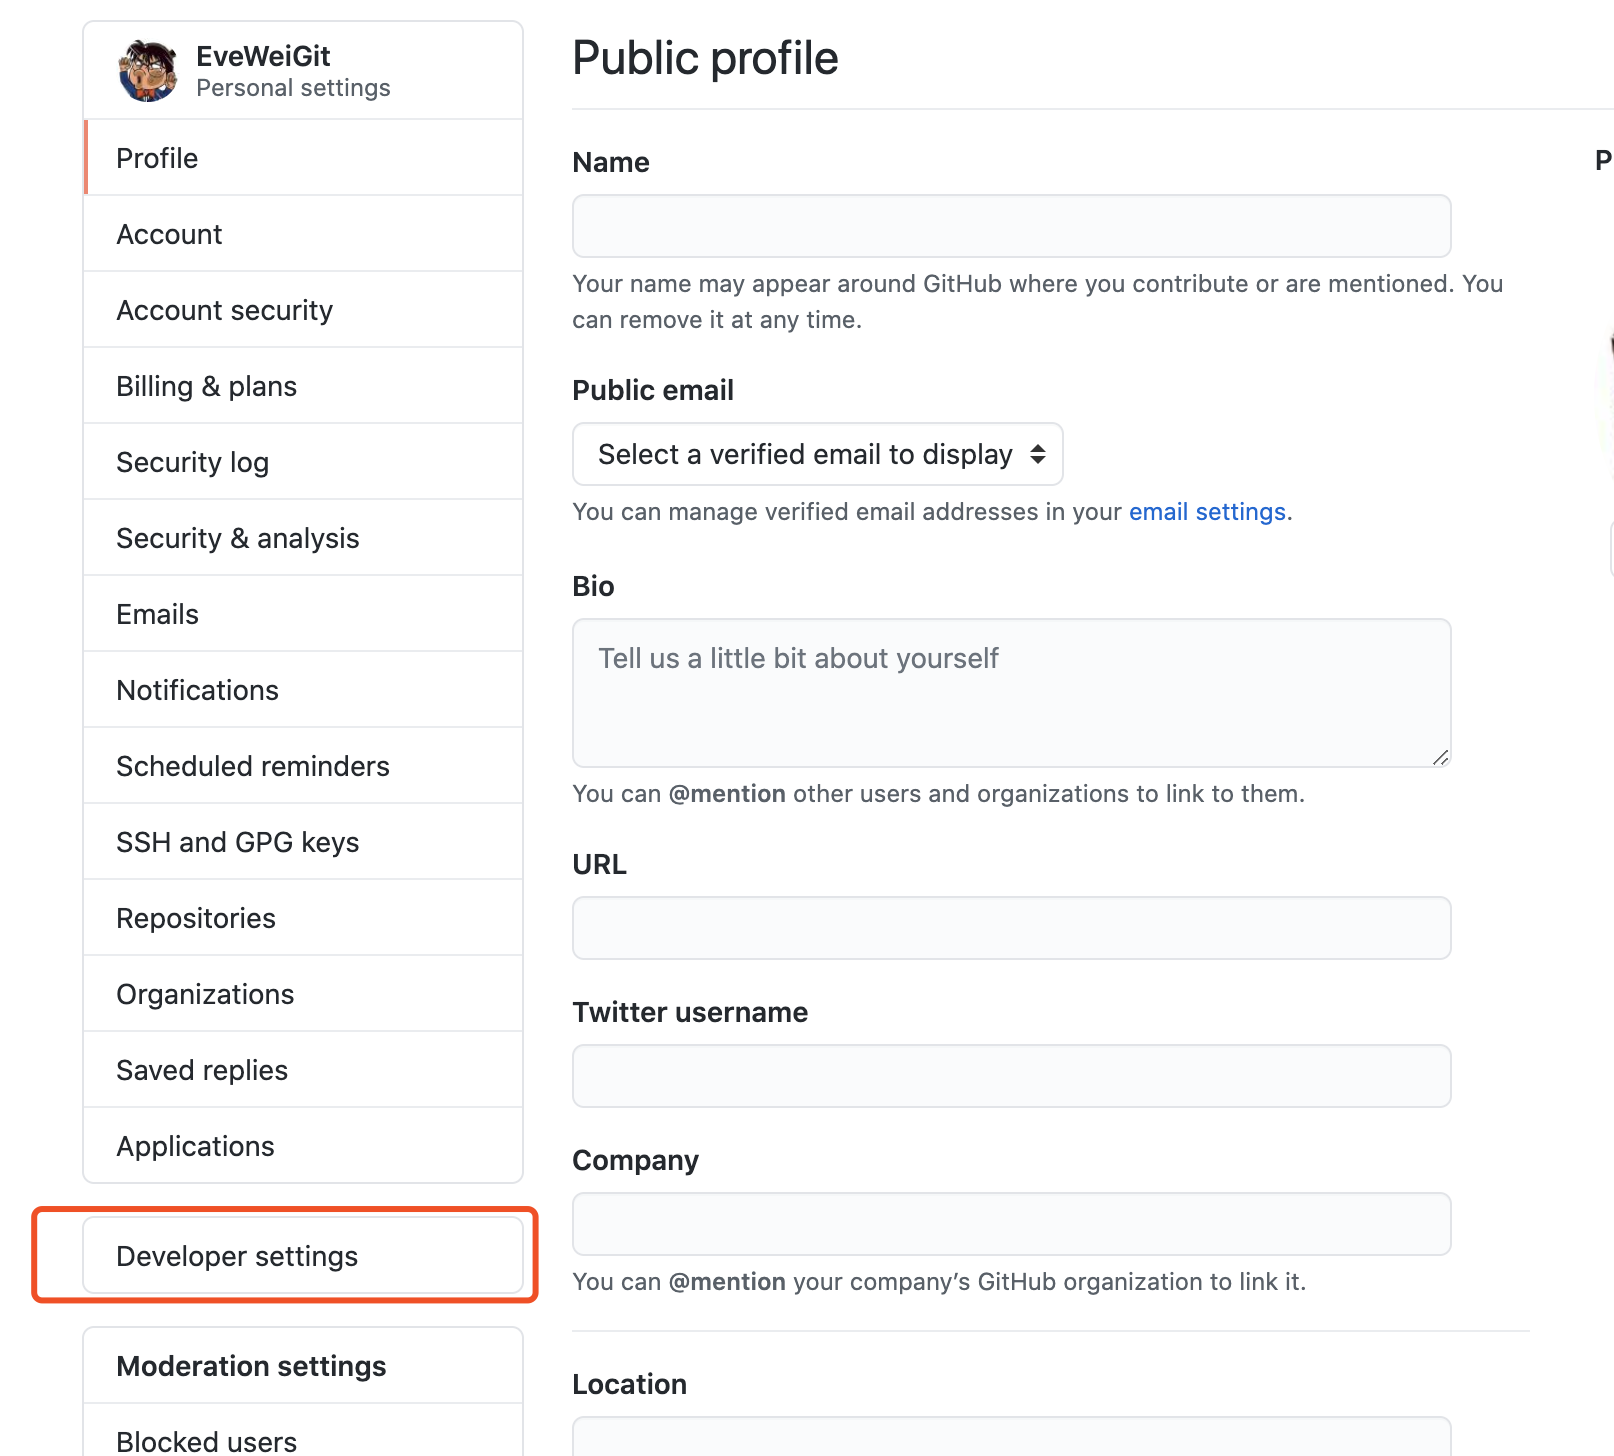 EveWeiGit
Personal settings
Profile
Account
Account security
Billing & plans
Security log
Security & analysis
Emails
Notifications
Scheduled reminders
SSH and GPG keys
Repositories
Organizations
Saved replies
Applications
Developer settings
Moderation settings
Blocked users
Public profile
Name
Your name may appear around GitHub where you contribute or are mentioned. You
can remove it at any time.
Public email
Select a verified email to display
You can manage verified email addresses in your email settings.
Bio
Tell us a little bit about yourself
You can @mention other users and organizations to link to them.
URL
Twitter username
Company
You can @mention your company’s GitHub organization to link it.
Location
P